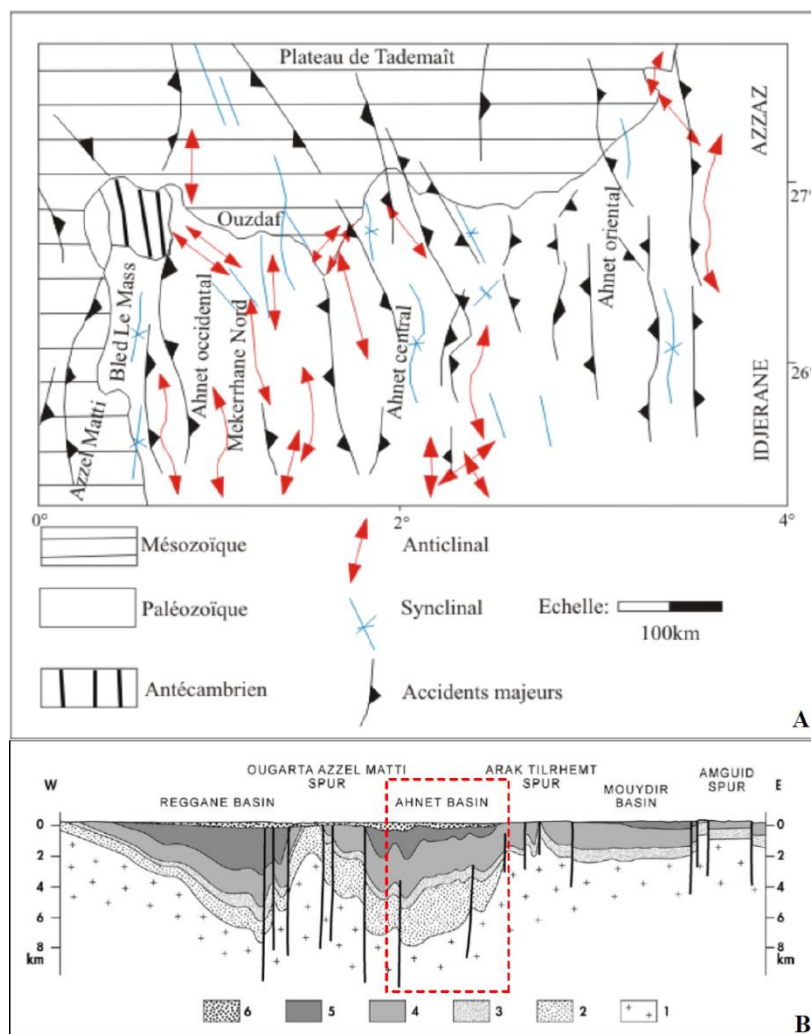 Plateau de Tademaît
AZZAZ
27°
Ouzdaf
Ahnet oriental
Bled Le Mass
Ahnet occidental
Mekerrhane Nord
Ahnet central
26°
Azzel Matti
IDJERANE
0°
2°
4°
Mésozoïque
Anticlinal
Paléozoïque
Synclinal
Echelle:
100km
Antécambrien
Accidents majeurs
A
OUGARTA AZZEL MATTI
SPUR
ARAK TILRHEMT
SPUR
AMGUID
SPUR
W
E
REGGANE BASIN
AHNET BASIN
MOUYDIR
BASIN
0
2
4
6
8
km
0
2
4
6
8
km
6 5 4 3 2 1
B